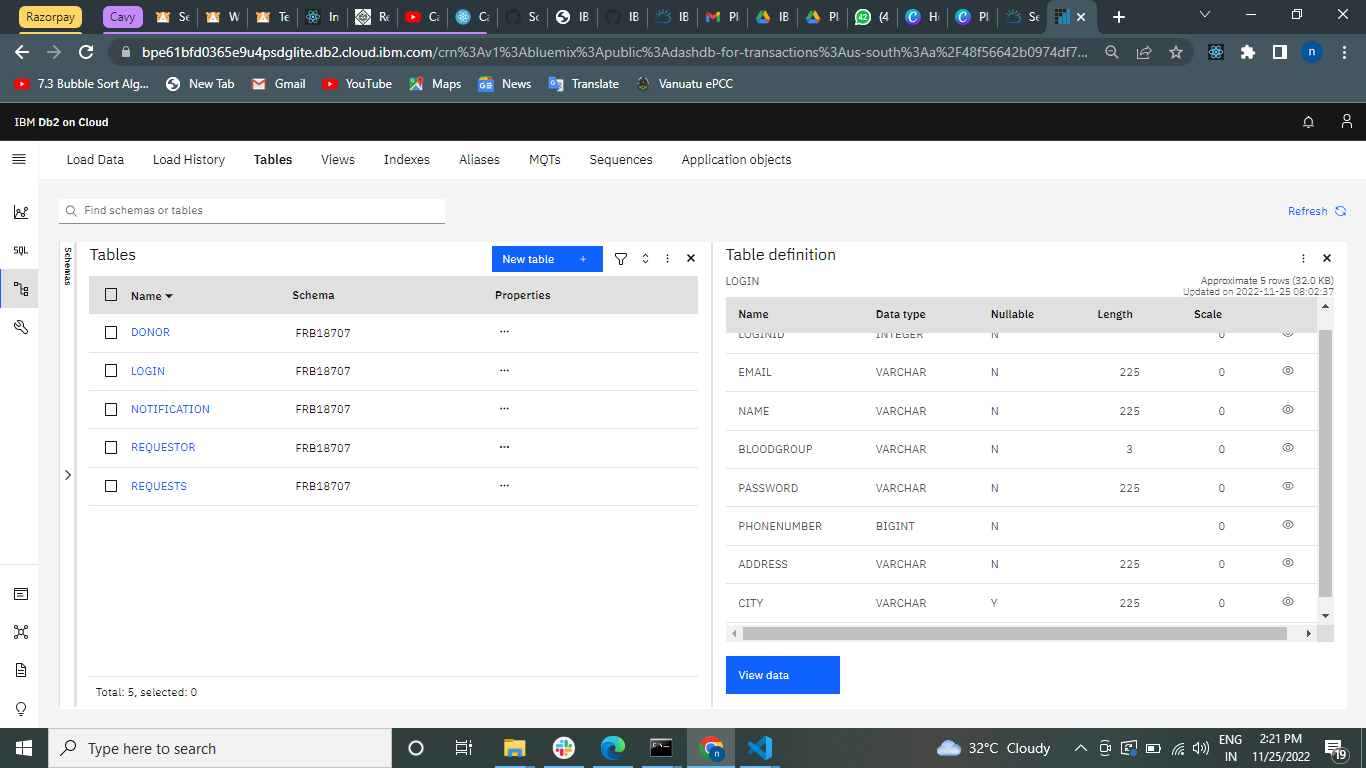 Razorpay Cavy Se W Te In Re Ca Ca Sc IB IB IB Pl IB Pl (4 He Pl Se
bpe61bfd0365e9u4psdglite.db2.cloud.ibm.com/crn%3Av1%3Abluemix%3Apublic%3Adashdb-for-transactions%3Aus-south%3Aa%2F48f56642b0974df7...
7.3 Bubble Sort Alg... New Tab Gmail YouTube Maps News Translate Vanuatu ePCC
IBM Db2 on Cloud
Load Data Load History Tables Views Indexes Aliases MQTs Sequences Application objects
Find schemas or tables
Refresh
Schemas
Tables
New table +
Name Schema Properties
DONOR FRB18707 ...
LOGIN FRB18707 ...
NOTIFICATION FRB18707 ...
REQUESTOR FRB18707 ...
REQUESTS FRB18707 ...
Total: 5, selected: 0
Table definition
LOGIN
Approximate 5 rows (32.0 KB)
Updated on 2022-11-25 08:02:37
Name Data type Nullable Length Scale
LOGINID INTEGER N 0
EMAIL VARCHAR N 225 0
NAME VARCHAR N 225 0
BLOODGROUP VARCHAR N 3 0
PASSWORD VARCHAR N 225 0
PHONENUMBER BIGINT N 0
ADDRESS VARCHAR N 225 0
CITY VARCHAR Y 225 0
View data
SQL
Type here to search
32°C Cloudy
ENG
IN
2:21 PM
11/25/2022
19